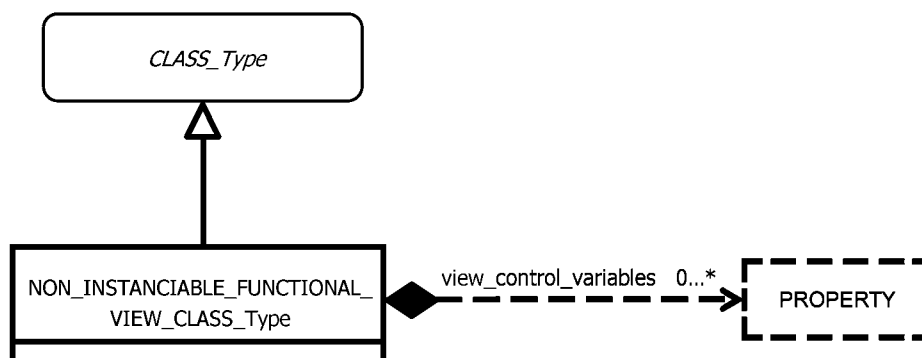 CLASS_Type
view_control_variables 0...*
NON_INSTANCIABLE_FUNCTIONAL_
VIEW_CLASS_Type
PROPERTY